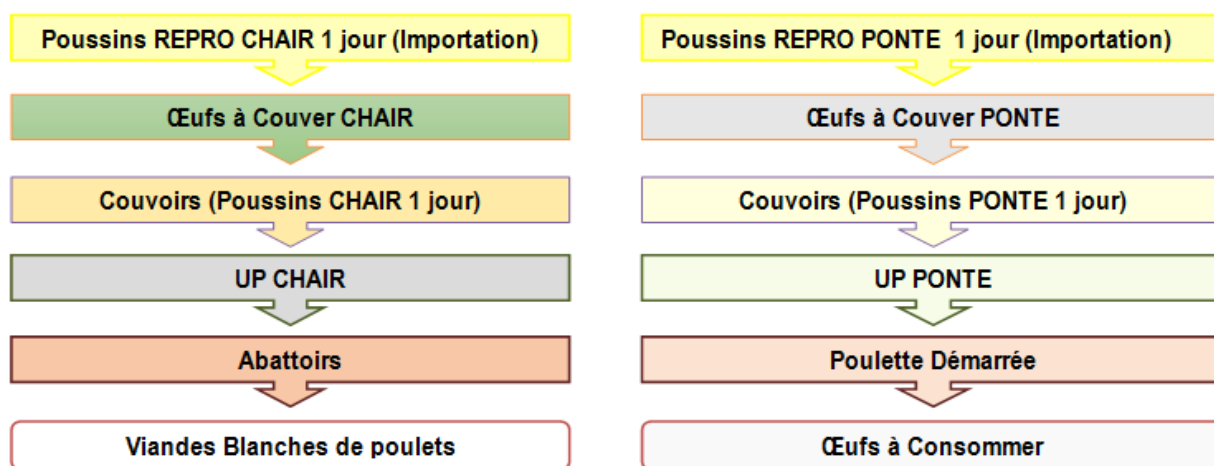 Poussins REPRO CHAIR 1 jour (Importation)
Œufs à Couver CHAIR
Couvoirs (Poussins CHAIR 1 jour)
UP CHAIR
Abattoirs
Viandes Blanches de poulets
Poussins REPRO PONTE 1 jour (Importation)
Œufs à Couver PONTE
Couvoirs (Poussins PONTE 1 jour)
UP PONTE
Poulette Démarrée
Œufs à Consommer